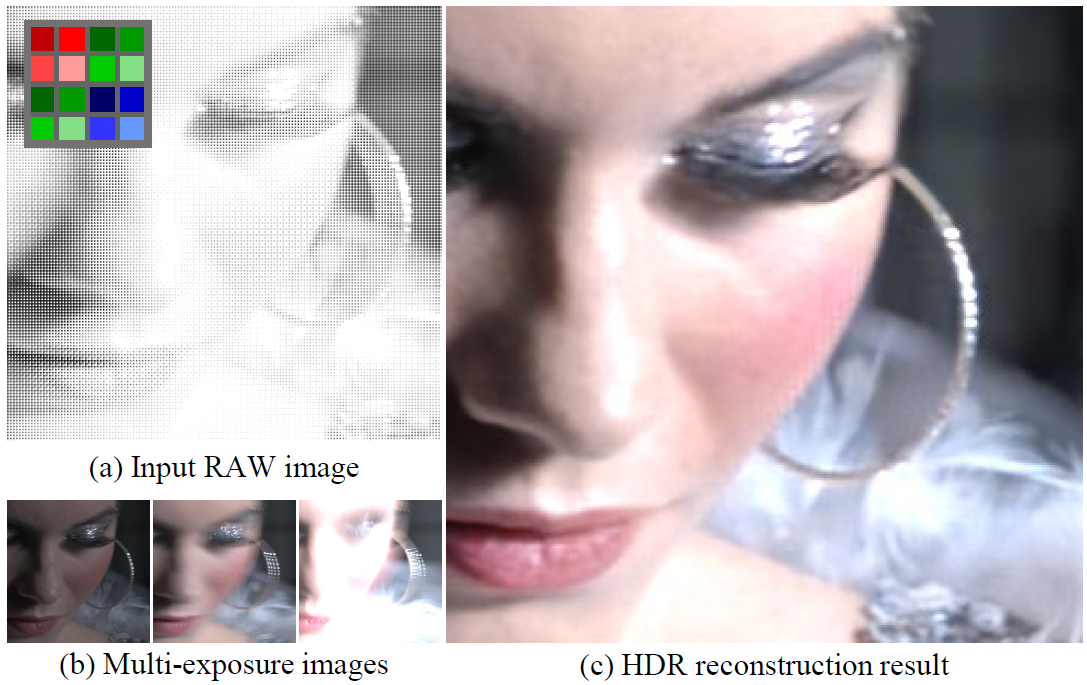 (a) Input RAW image
(b) Multi-exposure images
(c) HDR reconstruction result